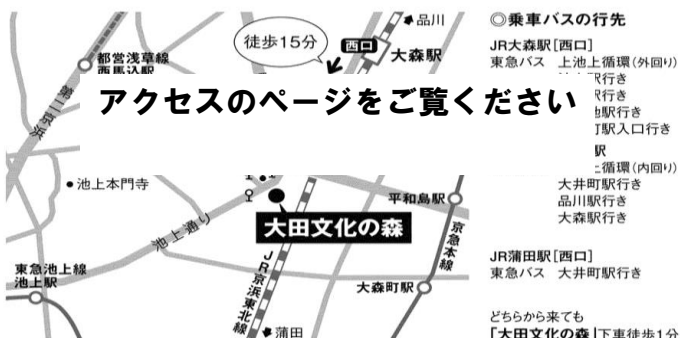 品川
徒歩15分
西口
大森駅
都営浅草線
西馬込駅
第二京浜
アクセスのページをご覧ください
池上本門寺
平和島駅
大田文化の森
池上通り
京急本線
JR京浜東北線
東急池上線
池上駅
大森町駅
蒲田
◎乗車バスの行先
JR大森駅[西口]
東急バス 上池上循環(外回り)
駅行き
駅行き
駅行き
町駅入口行き
駅
上循環(内回り)
大井町駅行き
品川駅行き
大森駅行き
JR蒲田駅[西口]
東急バス 大井町駅行き
どちらから来ても
「大田文化の森」下車徒歩1分